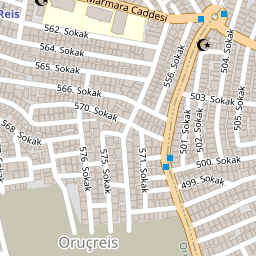 Marmara Caddesi
Reis
562. Sokak
564. Sokak
565. Sokak
566. Sokak
570. Sokak
568. Sokak
556. Sokak
504. Sokak
503. Sokak
505. Sokak
501. Sokak
502. Sokak
500. Sokak
499. Sokak
571. Sokak
575. Sokak
576. Sokak
Oruçreis